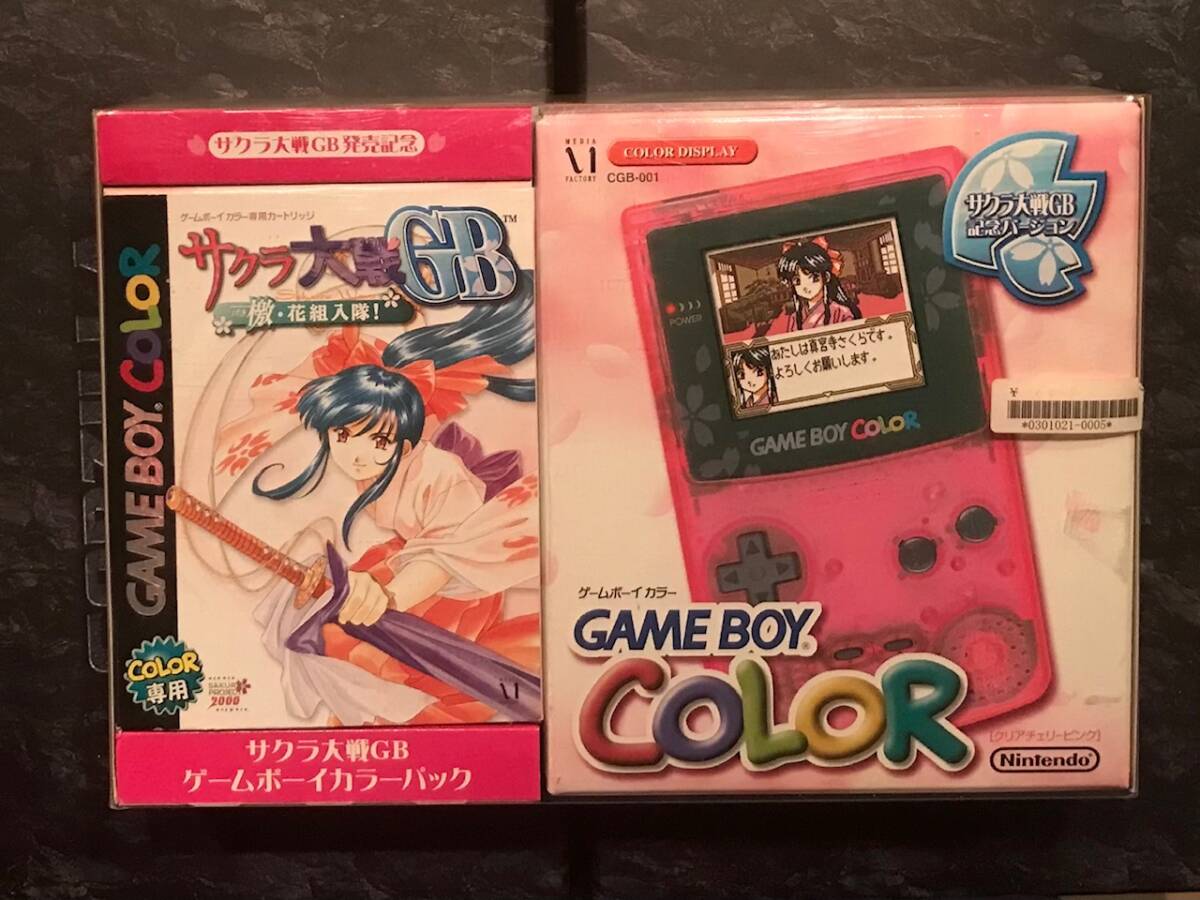 サクラ大戦GB発売記念
ゲームボーイカラー専用カートリッジ
サクラ大戦GB™
檄・花組入隊!
GAME BOY COLOR
COLOR
専用
SAKURA
PROJECT
2000
サクラ大戦GB
ゲームボーイカラーパック
MEDIA
FACTORY
COLOR DISPLAY
CGB-001
サクラ大戦GB
記念バージョン
POWER
あたしは真宮寺さくらです。
よろしくお願いします。
GAME BOY COLOR
¥
*0301021-0005*
ゲームボーイ カラー
GAME BOY®
COLOR
[クリアチェリーピンク]
Nintendo®